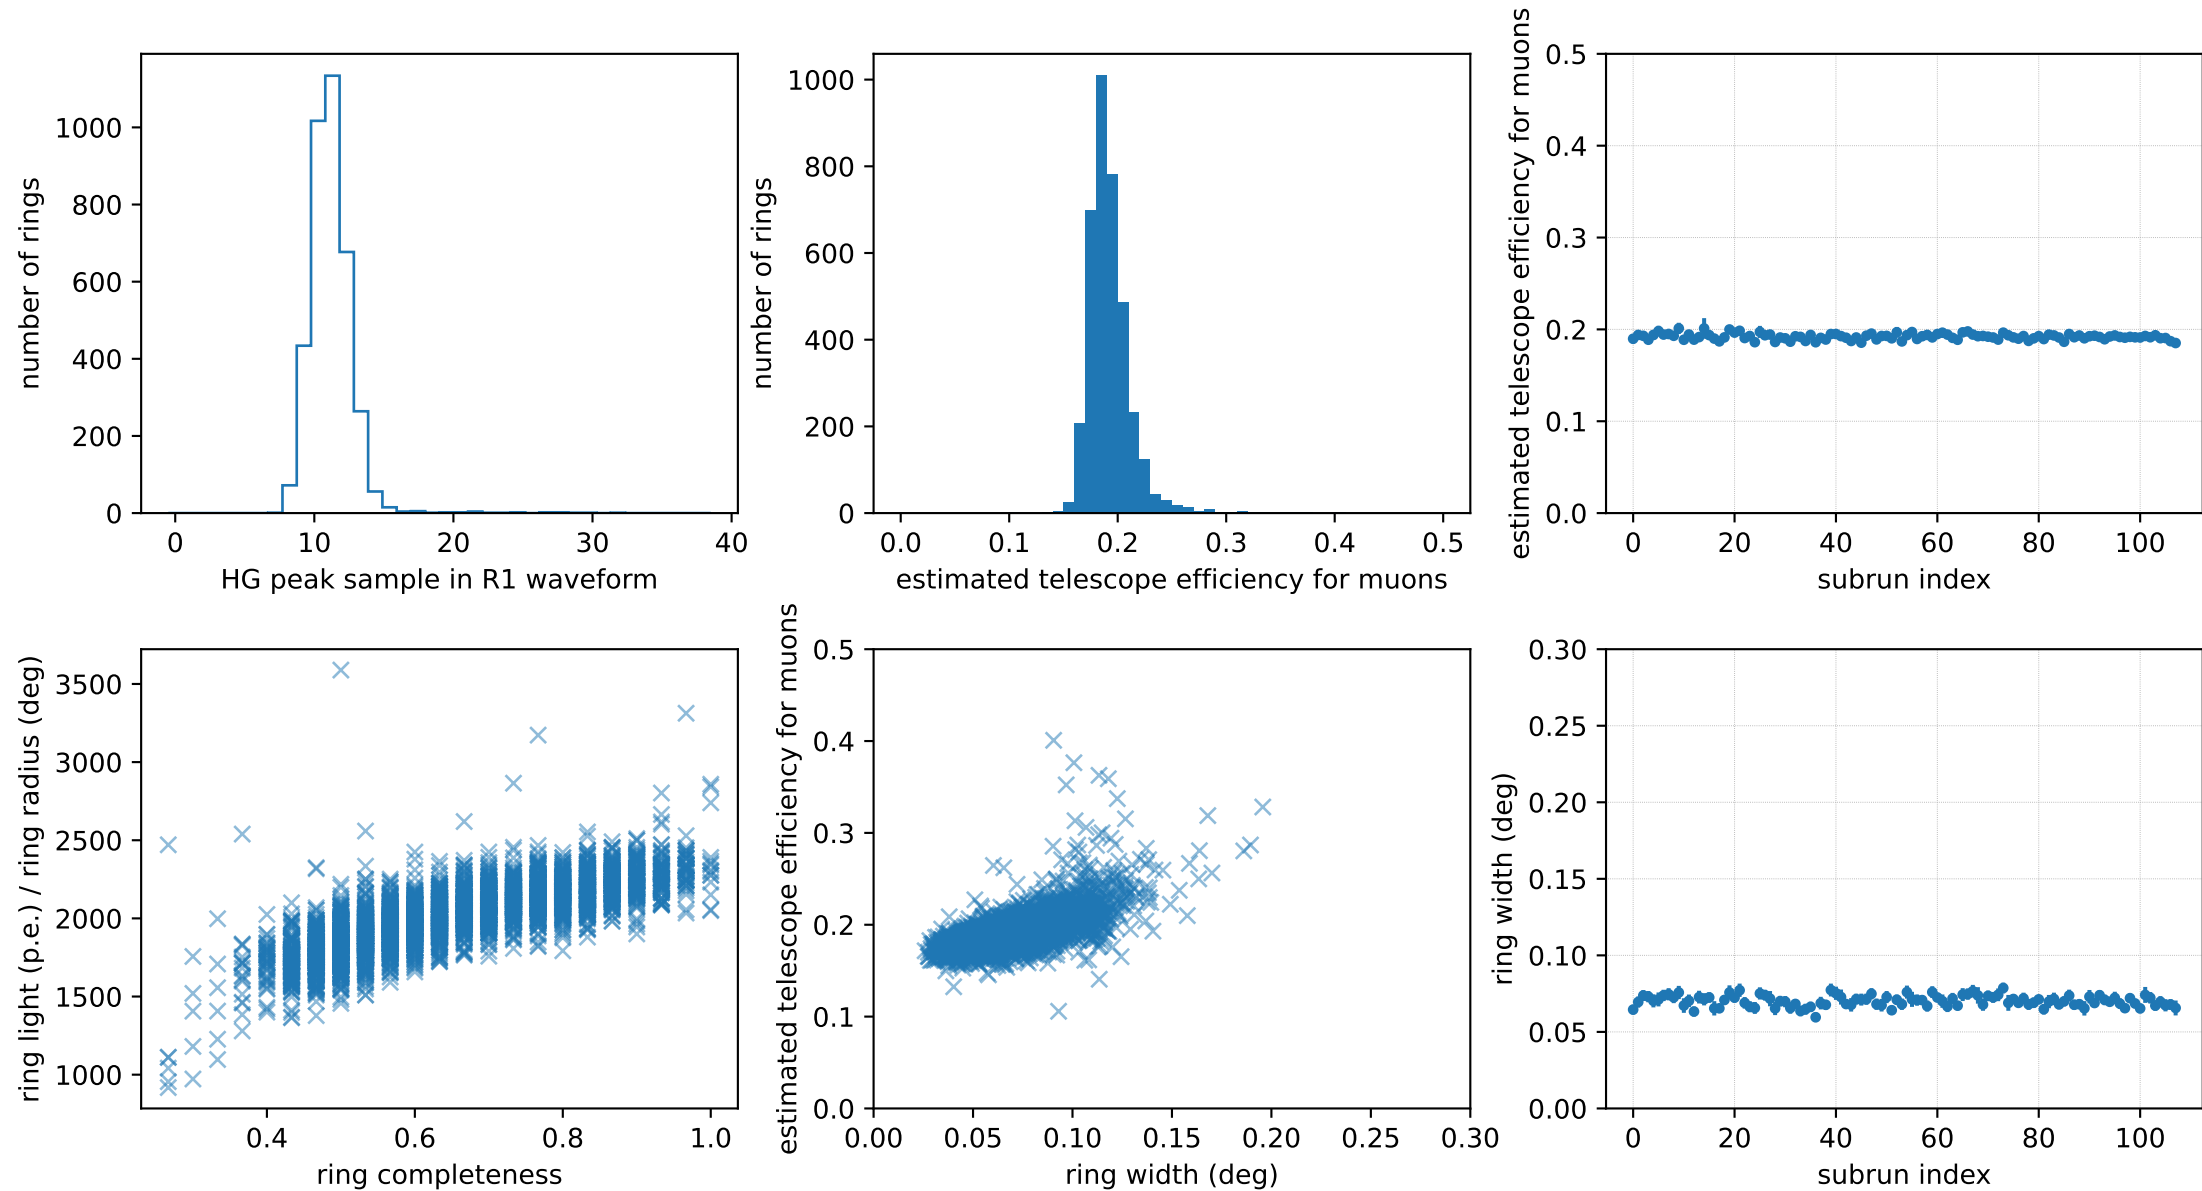 number of rings
1000
800
600
400
200
0
0 10 20 30 40
HG peak sample in R1 waveform
number of rings
1000
800
600
400
200
0
0.0 0.1 0.2 0.3 0.4 0.5
estimated telescope efficiency for muons
estimated telescope efficiency for muons
0.5
0.4
0.3
0.2
0.1
0.0
0 20 40 60 80 100
subrun index
ring light (p.e.) / ring radius (deg)
3500
3000
2500
2000
1500
1000
0.4 0.6 0.8 1.0
ring completeness
estimated telescope efficiency for muons
0.5
0.4
0.3
0.2
0.1
0.0
0.00 0.05 0.10 0.15 0.20 0.25 0.30
ring width (deg)
ring width (deg)
0.30
0.25
0.20
0.15
0.10
0.05
0.00
0 20 40 60 80 100
subrun index